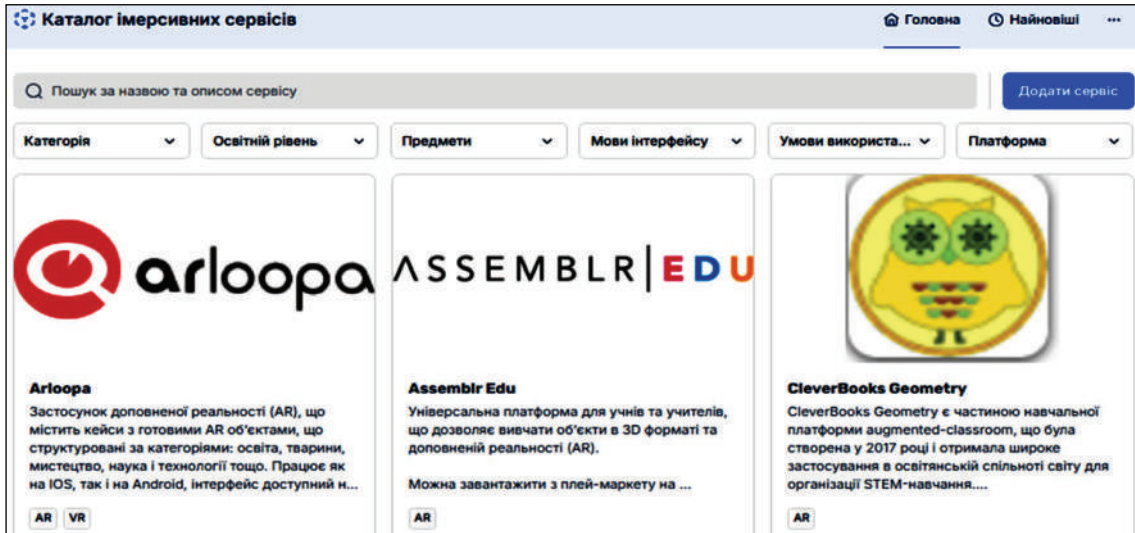 Каталог імерсивних сервісів
Головна
Найновіші
...
Пошук за назвою та описом сервісу
Додати сервіс
Категорія
Освітній рівень
Предмети
Мови інтерфейсу
Умови використа...
Платформа
arloopa
ASSEMBLR|EDU
Arloopa
Застосунок доповненої реальності (AR), що
містить кейси з готовими AR об'єктами, що
структуровані за категоріями: освіта, тварини,
мистецтво, наука і технології тощо. Працює як
на IOS, так і на Android, інтерфейс доступний н...
AR VR
Assemblr Edu
Універсальна платформа для учнів та учителів,
що дозволяє вивчати об'єкти в 3D форматі та
доповненій реальності (AR).
Можна завантажити з плей-маркету на ...
AR
CleverBooks Geometry
CleverBooks Geometry є частиною навчальної
платформи augmented-classroom, що була
створена у 2017 році і отримала широке
застосування в освітянській спільноті світу для
організації STEM-навчання....
AR